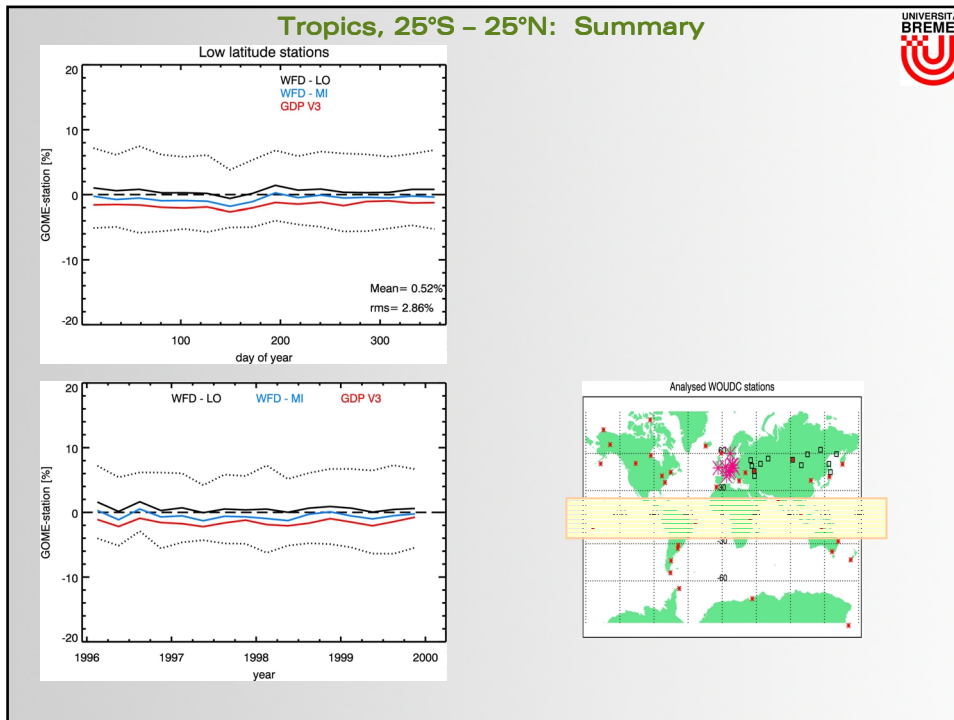 Tropics, 25°S – 25°N: Summary
UNIVERSITÄ
BREME
Low latitude stations
20
10
0
-10
-20
GOME-station [%]
WFD - LO
WFD - MI
GDP V3
Mean= 0.52%
rms= 2.86%
100 200 300
day of year
20
10
0
-10
-20
GOME-station [%]
WFD - LO WFD - MI GDP V3
1996 1997 1998 1999 2000
year
Analysed WOUDC stations
60
30
-30
-60